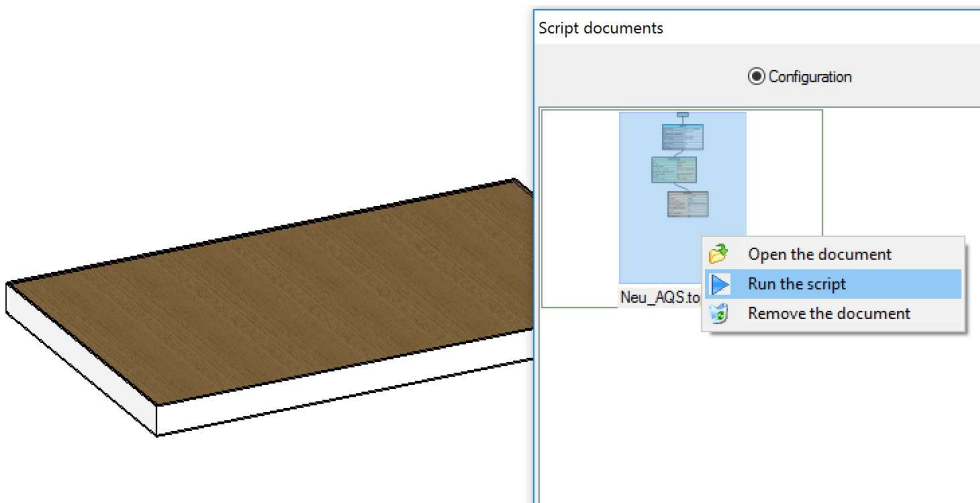 Script documents
Configuration
Open the document
Run the script
Neu_AQS.to
Remove the document